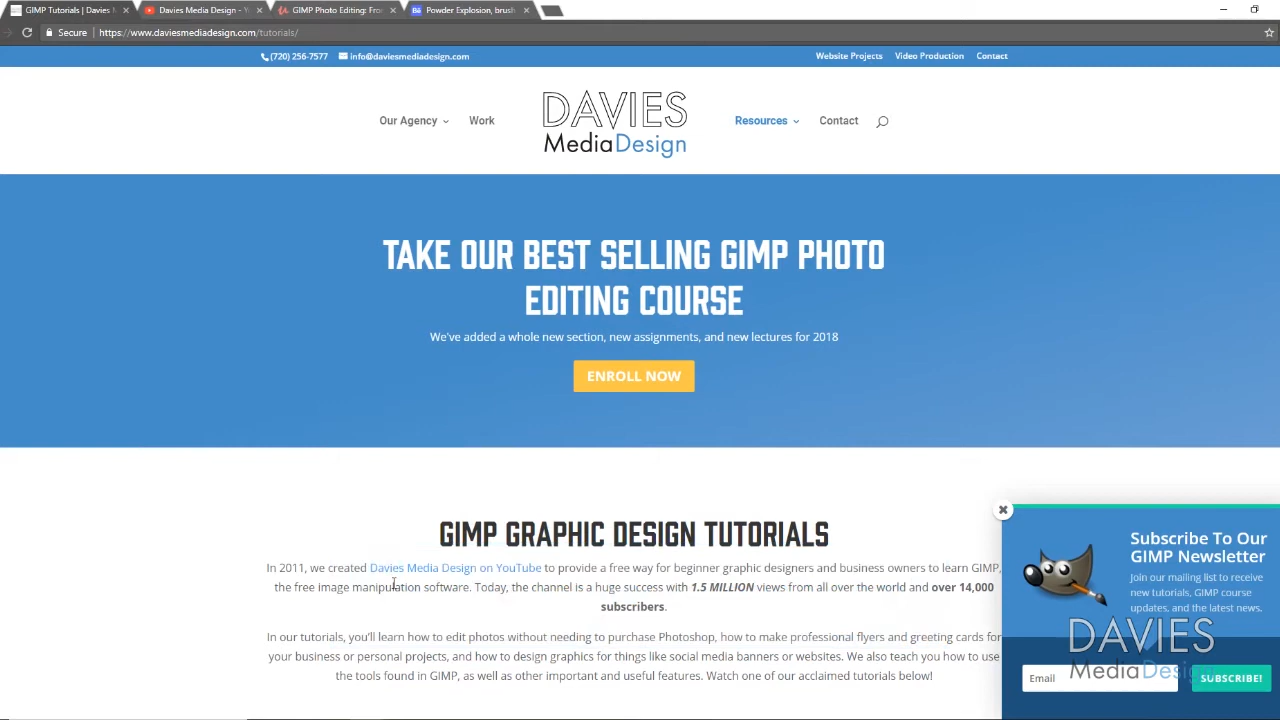 GIMP Tutorials | Davies M
Davies Media Design - Y
GIMP Photo Editing: Fro
Powder Explosion, brush
Secure | https://www.daviesmediadesign.com/tutorials/
(720) 256-7577 info@daviesmediadesign.com
Website Projects Video Production Contact
Our Agency Work
DAVIES
MediaDesign
Resources Contact
TAKE OUR BEST SELLING GIMP PHOTO
EDITING COURSE
We've added a whole new section, new assignments, and new lectures for 2018
ENROLL NOW
GIMP GRAPHIC DESIGN TUTORIALS
In 2011, we created Davies Media Design on YouTube to provide a free way for beginner graphic designers and business owners to learn GIMP,
the free image manipulation software. Today, the channel is a huge success with 1.5 MILLION views from all over the world and over 14,000
subscribers.
In our tutorials, you'll learn how to edit photos without needing to purchase Photoshop, how to make professional flyers and greeting cards for
your business or personal projects, and how to design graphics for things like social media banners or websites. We also teach you how to use
the tools found in GIMP, as well as other important and useful features. Watch one of our acclaimed tutorials below!
Subscribe To Our
GIMP Newsletter
Join our mailing list to receive
new tutorials, GIMP course
updates, and the latest news.
DAVIES
MediaDesign
Email
SUBSCRIBE!